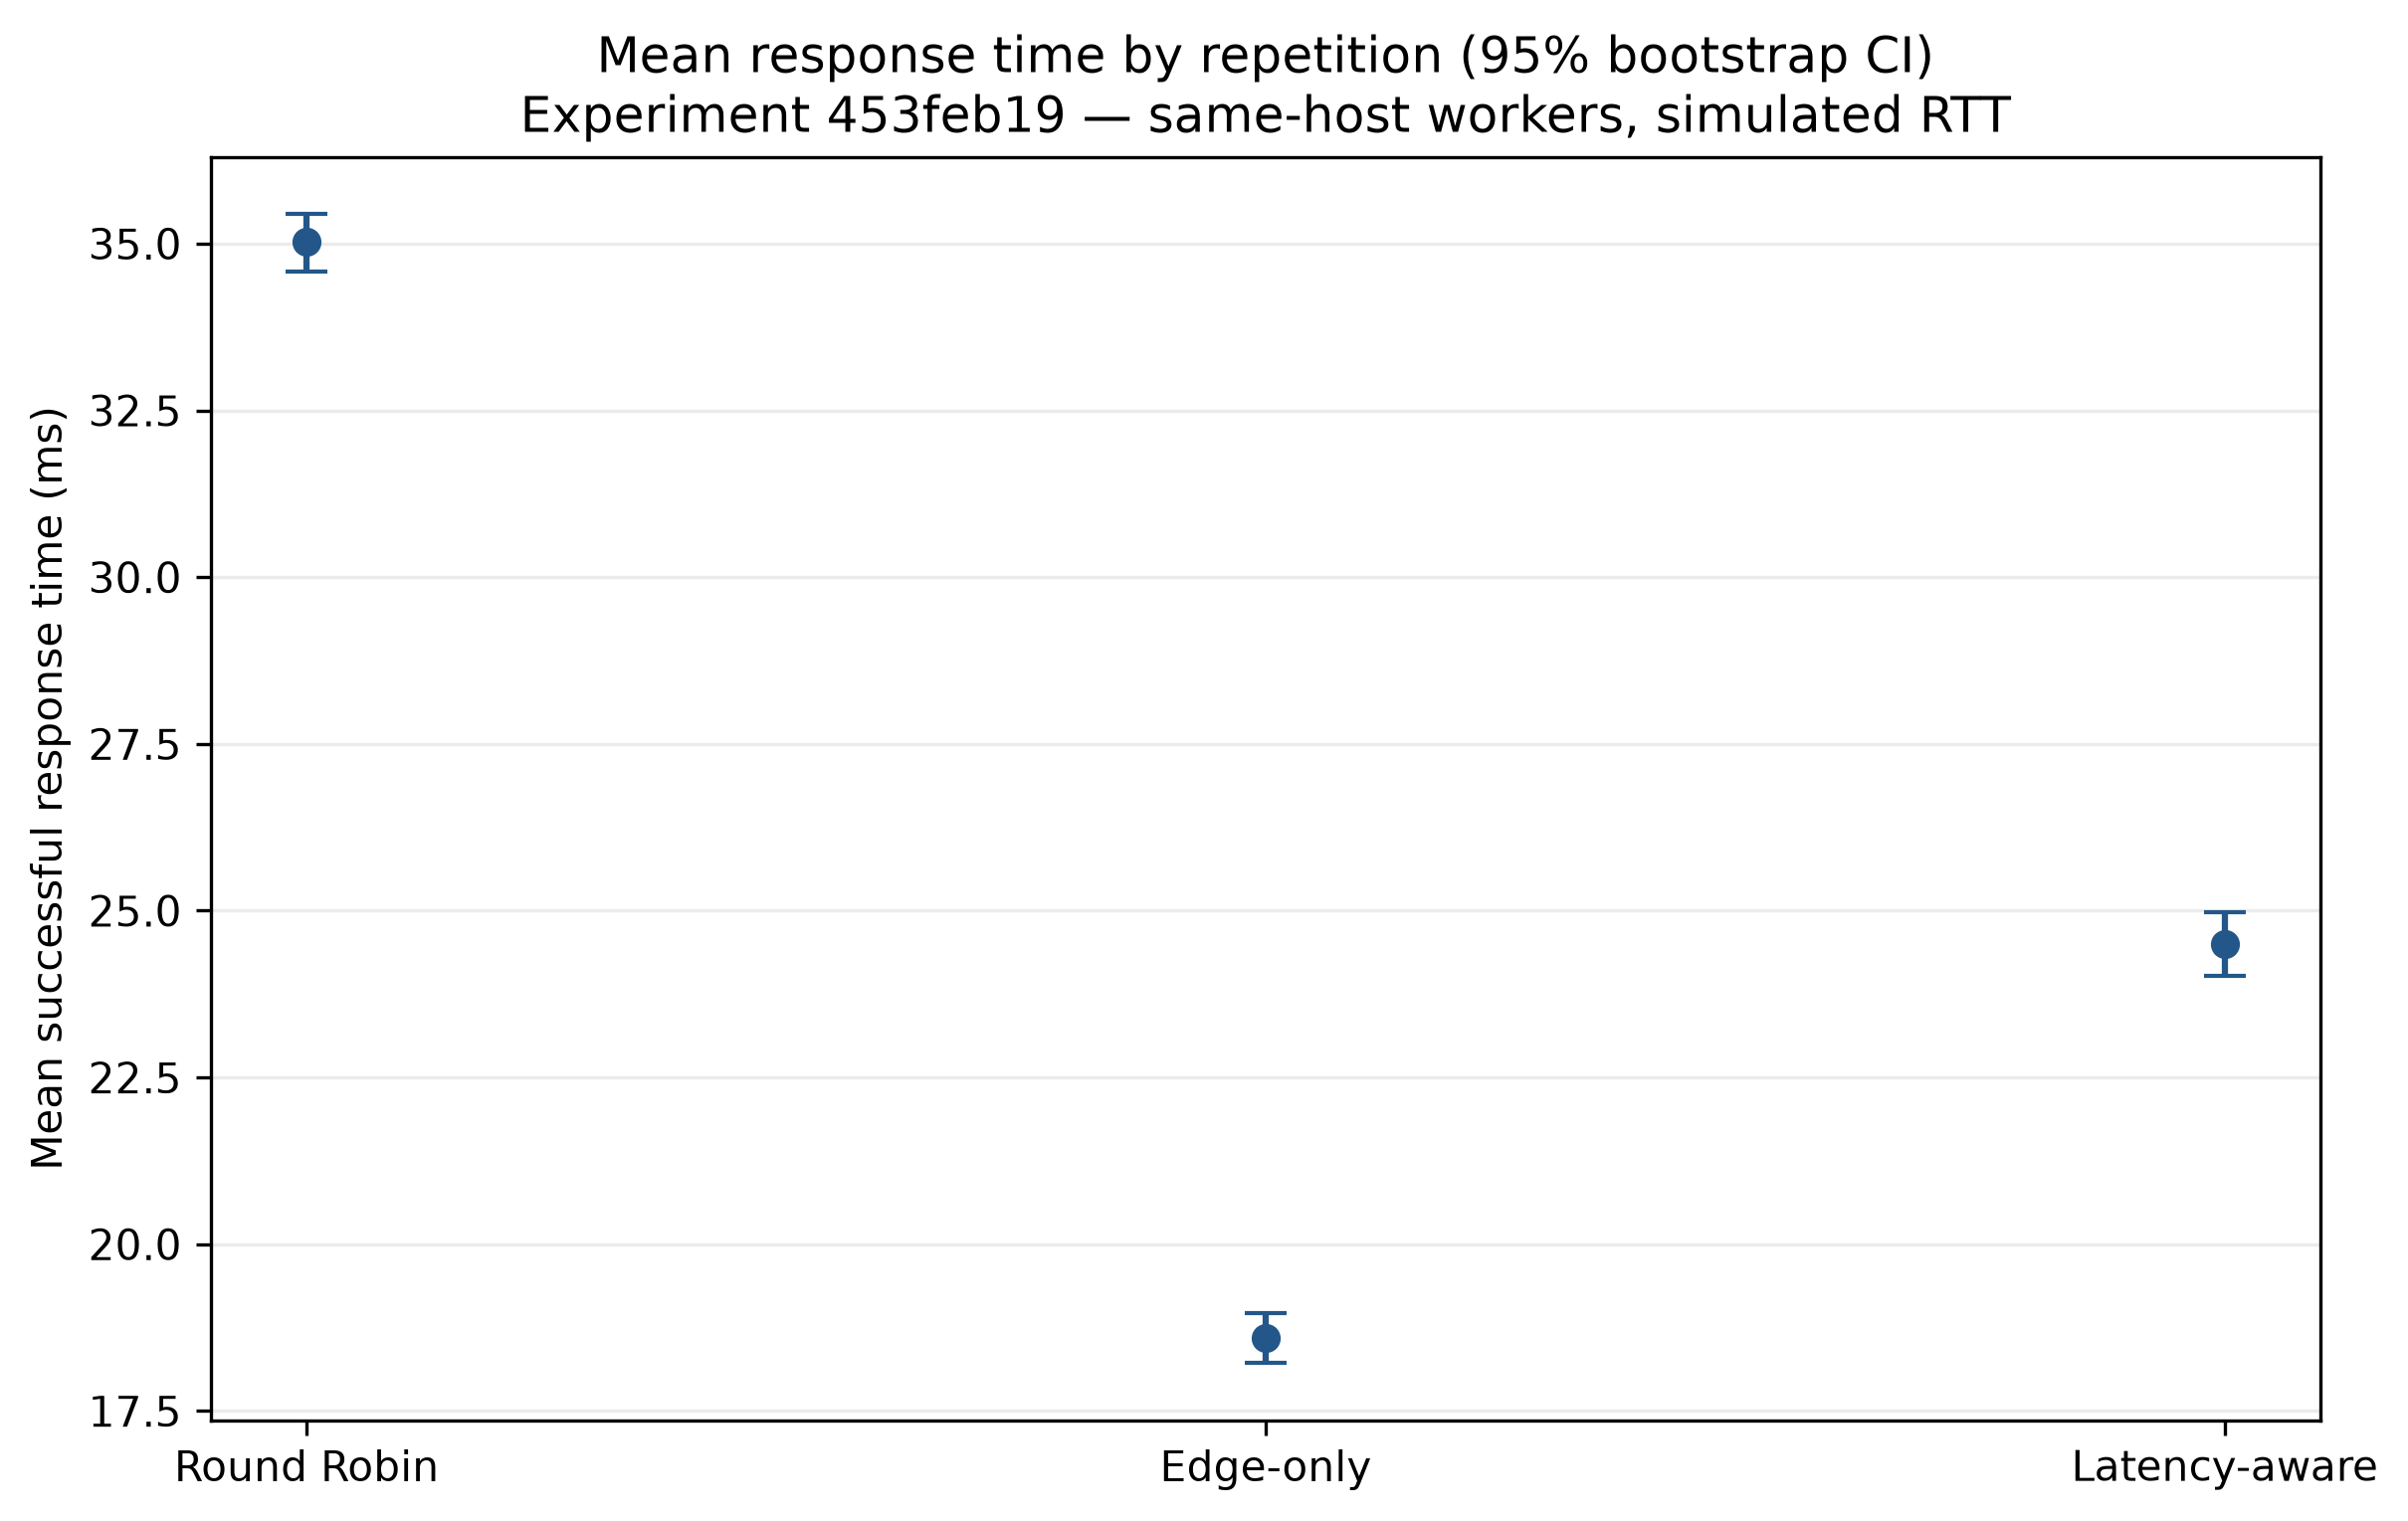 Mean response time by repetition (95% bootstrap CI)
Experiment 453feb19 — same-host workers, simulated RTT
Mean successful response time (ms)
35.0
32.5
30.0
27.5
25.0
22.5
20.0
17.5
Round Robin
Edge-only
Latency-aware